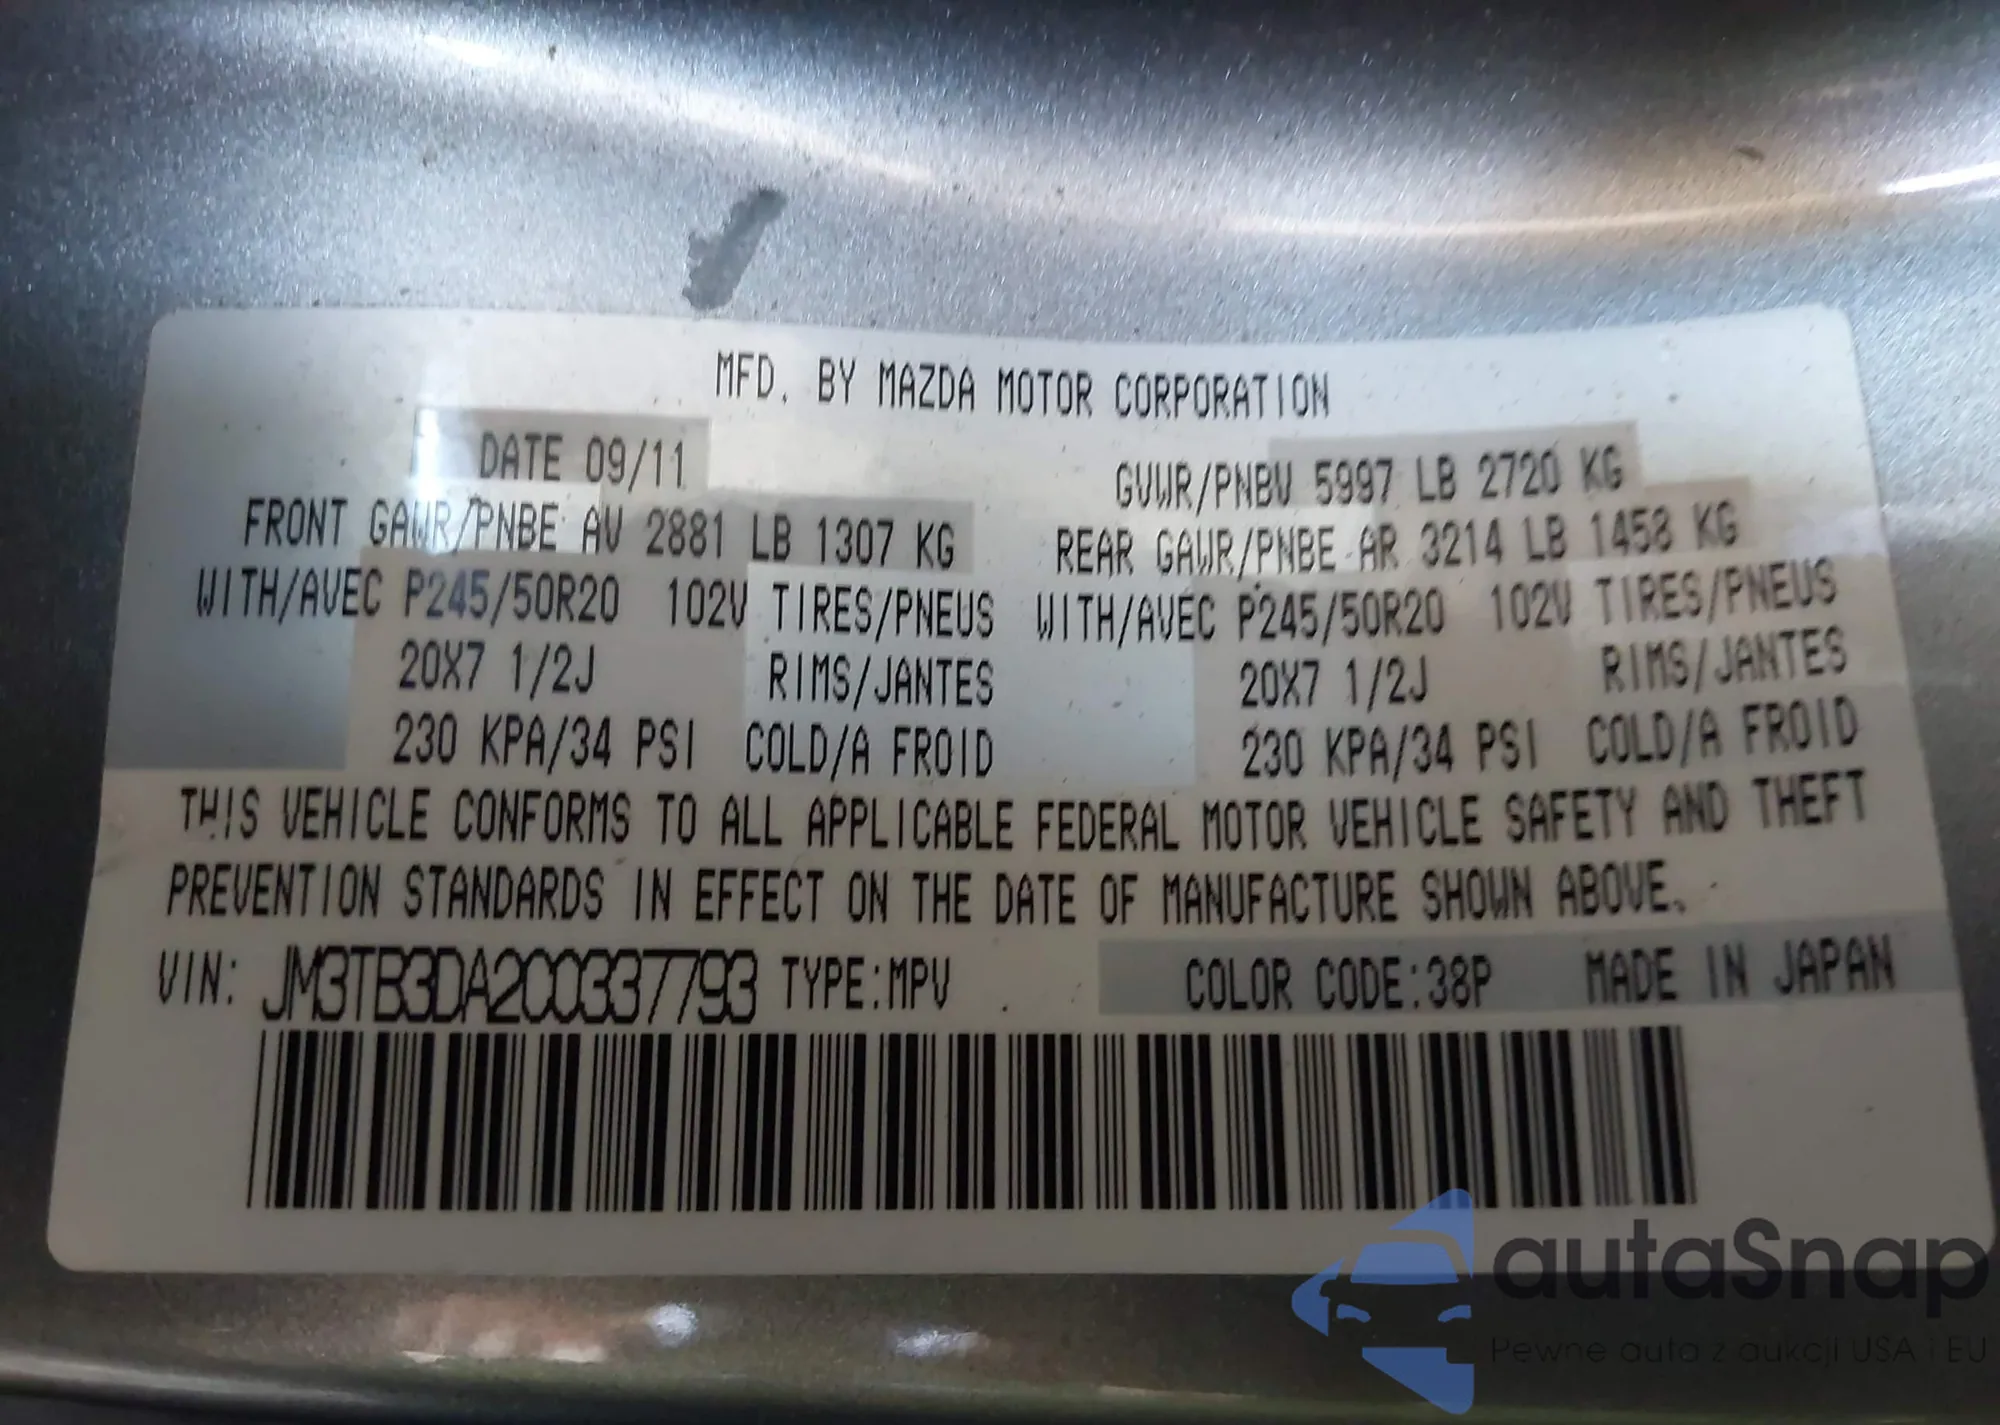 MFD. BY MAZDA MOTOR CORPORATION
DATE 09/11 GVWR/PNBV 5997 LB 2720 KG
FRONT GAWR/PNBE AV 2881 LB 1307 KG REAR GAWR/PNBE AR 3214 LB 1458 KG
WITH/AVEC P245/50R20 102V TIRES/PNEUS WITH/AVEC P245/50R20 102V TIRES/PNEUS
20X7 1/2J RIMS/JANTES 20X7 1/2J RIMS/JANTES
230 KPA/34 PSI COLD/A FROID 230 KPA/34 PSI COLD/A FROID
THIS VEHICLE CONFORMS TO ALL APPLICABLE FEDERAL MOTOR VEHICLE SAFETY AND THEFT
PREVENTION STANDARDS IN EFFECT ON THE DATE OF MANUFACTURE SHOWN ABOVE.
VIN: JM3TB3DA2C0337793 TYPE:MPV COLOR CODE:38P MADE IN JAPAN
autaSnap
Pewne auta z aukcji USA i EU